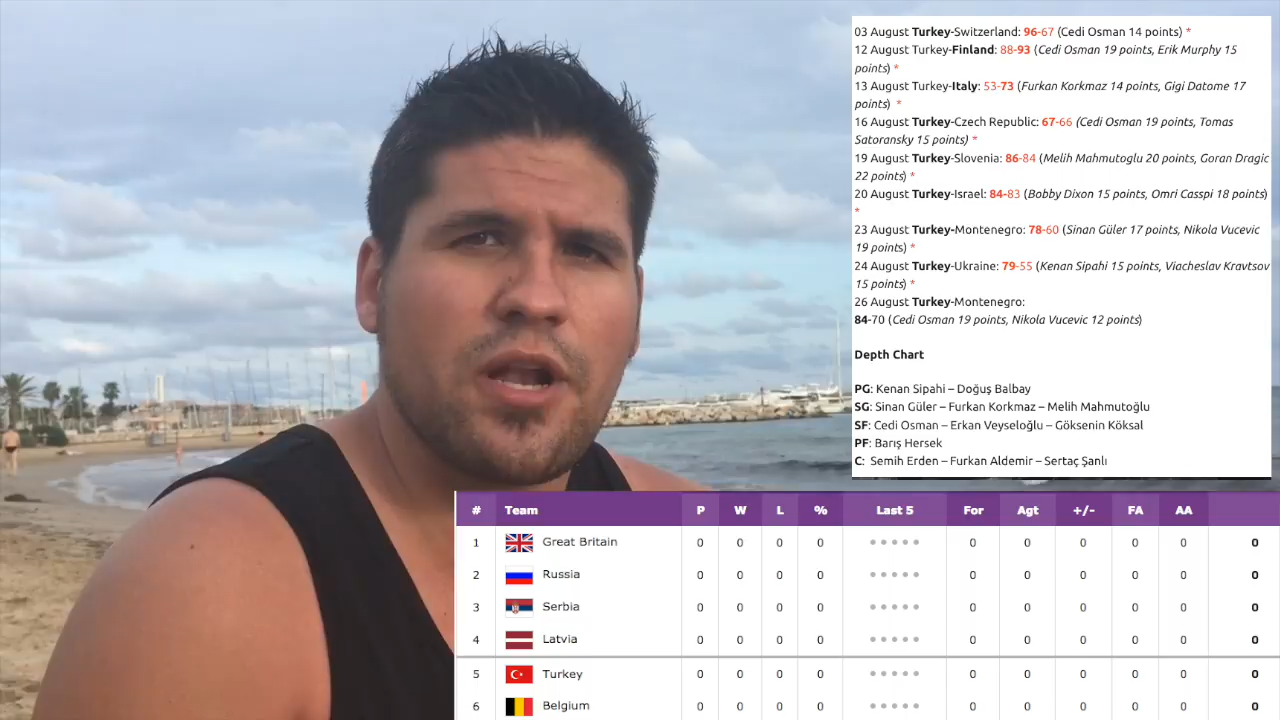 03 August Turkey-Switzerland: 96-67 (Cedi Osman 14 points) *
12 August Turkey-Finland: 88-93 (Cedi Osman 19 points, Erik Murphy 15
points) *
13 August Turkey-Italy: 53-73 (Furkan Korkmaz 14 points, Gigi Datome 17
points) *
16 August Turkey-Czech Republic: 67-66 (Cedi Osman 19 points, Tomas
Satoransky 15 points) *
19 August Turkey-Slovenia: 86-84 (Melih Mahmutoglu 20 points, Goran Dragic
22 points) *
20 August Turkey-Israel: 84-83 (Bobby Dixon 15 points, Omri Casspi 18 points)
*
23 August Turkey-Montenegro: 78-60 (Sinan Güler 17 points, Nikola Vucevic
19 points) *
24 August Turkey-Ukraine: 79-55 (Kenan Sipahi 15 points, Viacheslav Kravtsov
15 points) *
26 August Turkey-Montenegro:
84-70 (Cedi Osman 19 points, Nikola Vucevic 12 points)
Depth Chart
PG: Kenan Sipahi – Doğuş Balbay
SG: Sinan Güler – Furkan Korkmaz – Melih Mahmutoğlu
SF: Cedi Osman – Erkan Veyseloğlu – Göksenin Köksal
PF: Barış Hersek
C: Semih Erden – Furkan Aldemir – Sertaç Şanlı
# Team P W L % Last 5 For Agt +/- FA AA
1 Great Britain 0 0 0 0 0 0 0 0 0 0
2 Russia 0 0 0 0 0 0 0 0 0 0
3 Serbia 0 0 0 0 0 0 0 0 0 0
4 Latvia 0 0 0 0 0 0 0 0 0 0
5 Turkey 0 0 0 0 0 0 0 0 0 0
6 Belgium 0 0 0 0 0 0 0 0 0 0